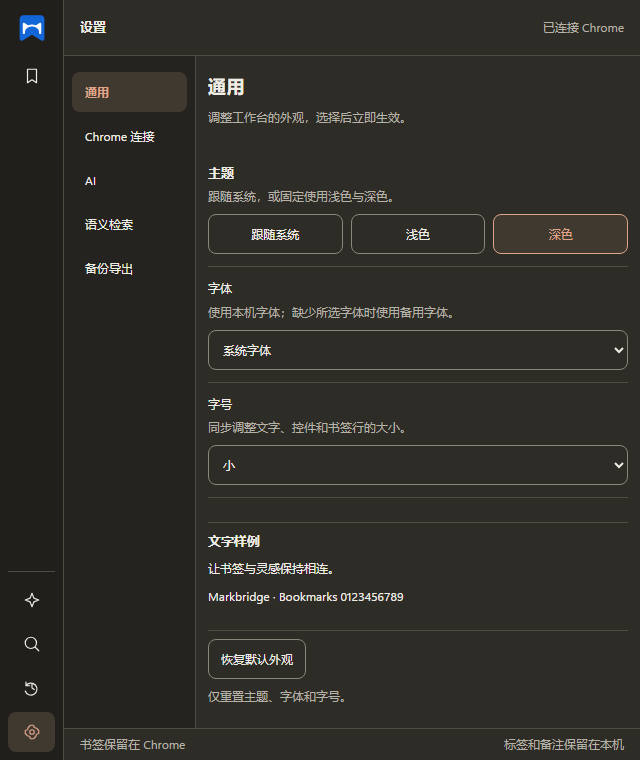 设置
已连接 Chrome
通用
Chrome 连接
AI
语义检索
备份导出
通用
调整工作台的外观，选择后立即生效。
主题
跟随系统，或固定使用浅色与深色。
跟随系统
浅色
深色
字体
使用本机字体；缺少所选字体时使用备用字体。
系统字体
字号
同步调整文字、控件和书签行的大小。
小
文字样例
让书签与灵感保持相连。
Markbridge · Bookmarks 0123456789
恢复默认外观
仅重置主题、字体和字号。
书签保留在 Chrome
标签和备注保留在本机